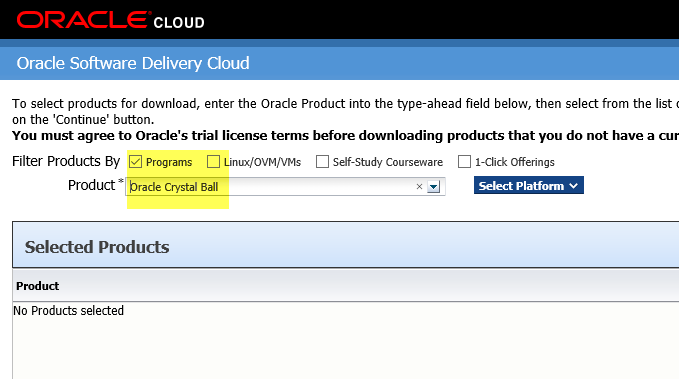 ORACLE CLOUD
Oracle Software Delivery Cloud
To select products for download, enter the Oracle Product into the type-ahead field below, then select from the list
on the 'Continue' button.
You must agree to Oracle's trial license terms before downloading products that you do not have a
Filter Products By Programs Linux/OVM/VMs Self-Study Courseware 1-Click Offerings
Product * Oracle Crystal Ball × Select Platform
Selected Products
Product
No Products selected